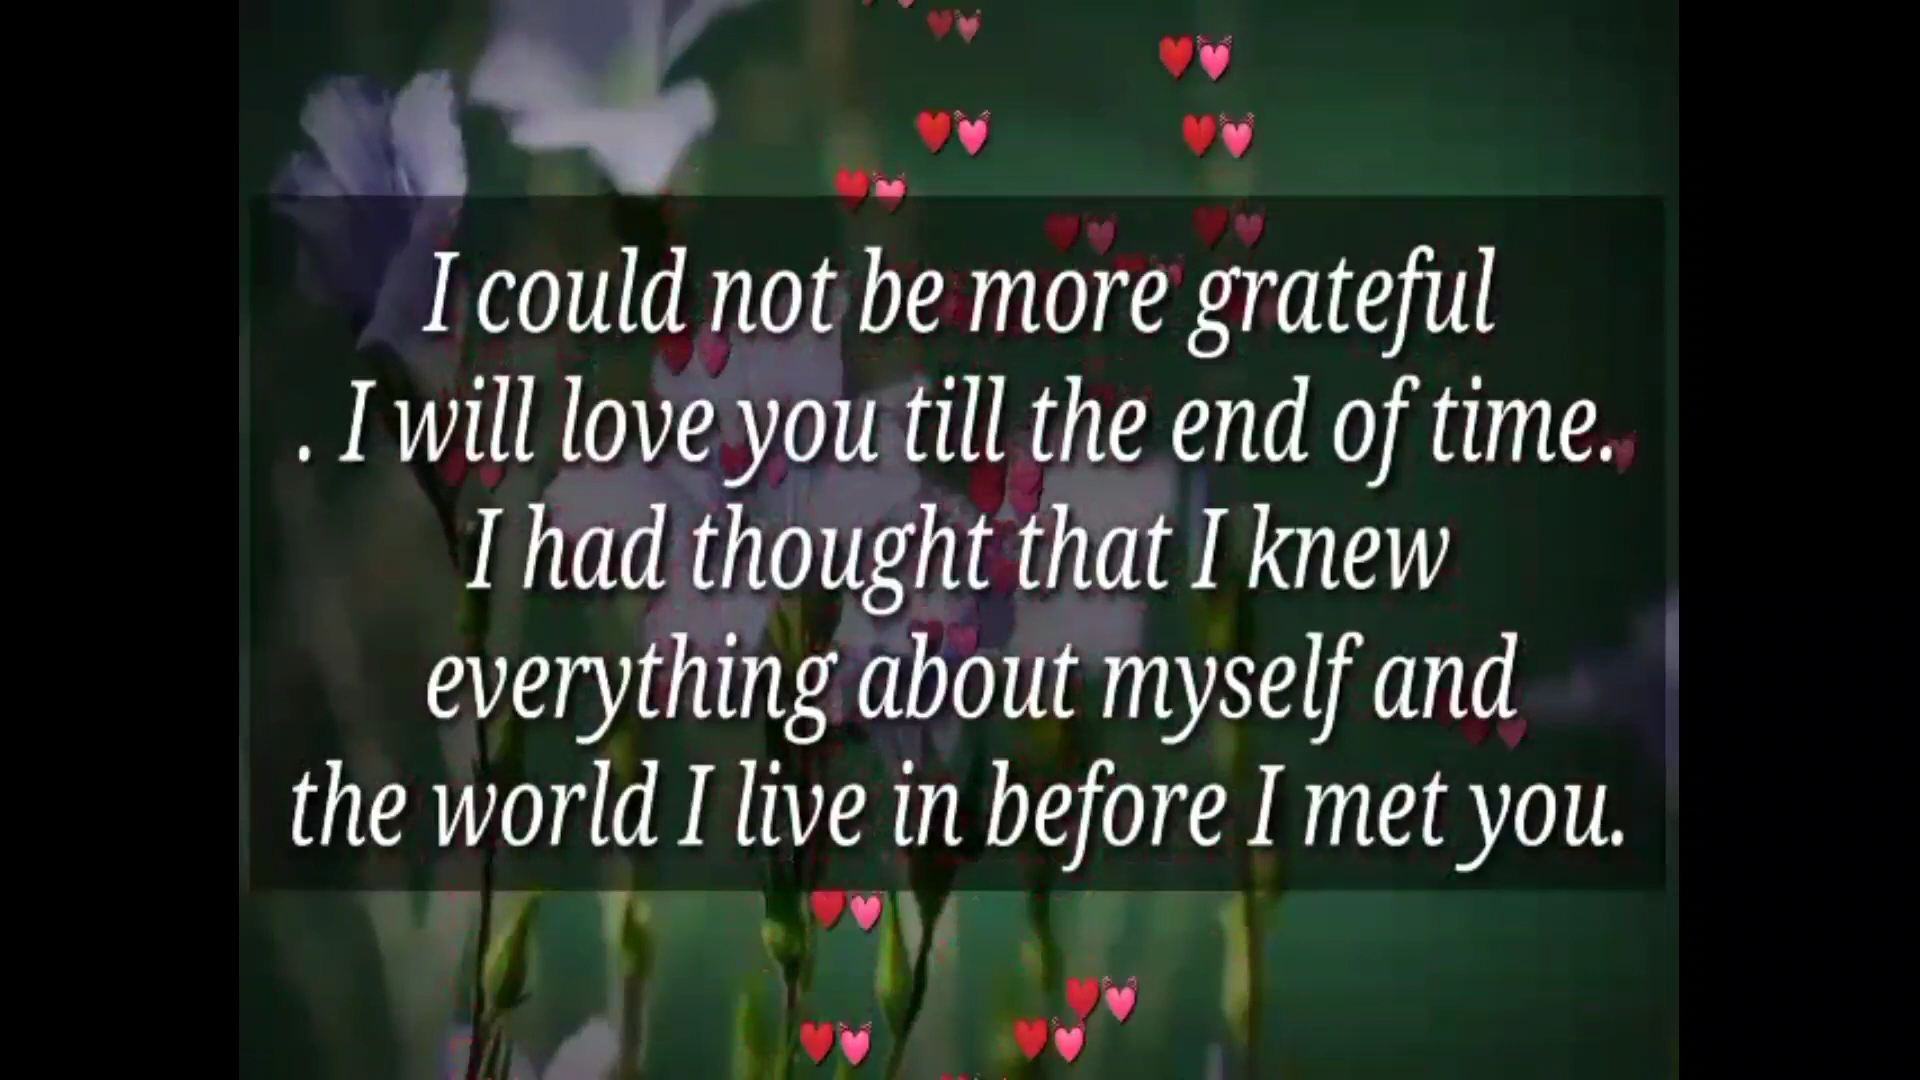 I could not be more grateful
. I will love you till the end of time.
I had thought that I knew
everything about myself and
the world I live in before I met you.